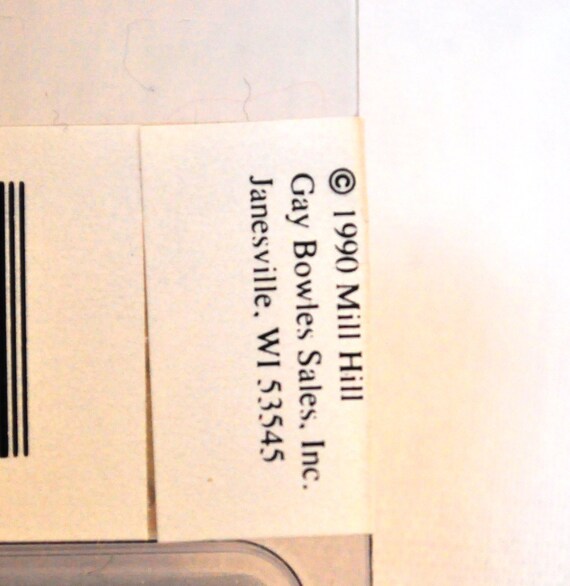 © 1990 Mill Hill
Gay Bowles Sales, Inc.
Janesville, WI 53545